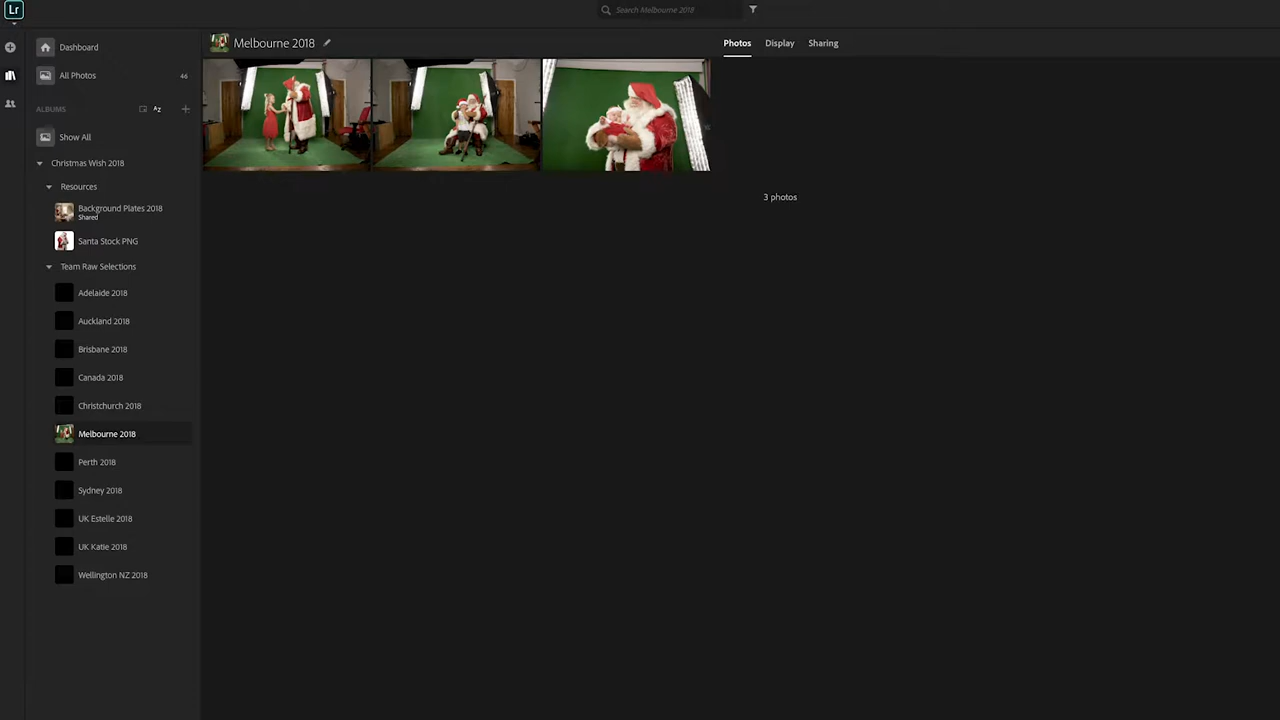 Lr
Search Melbourne 2018
Dashboard
Melbourne 2018
Photos
Display
Sharing
All Photos
46
ALBUMS
Az
Show All
Christmas Wish 2018
Resources
Background Plates 2018
Shared
Santa Stock PNG
3 photos
Team Raw Selections
Adelaide 2018
Auckland 2018
Brisbane 2018
Canada 2018
Christchurch 2018
Melbourne 2018
Perth 2018
Sydney 2018
UK Estelle 2018
UK Katie 2018
Wellington NZ 2018